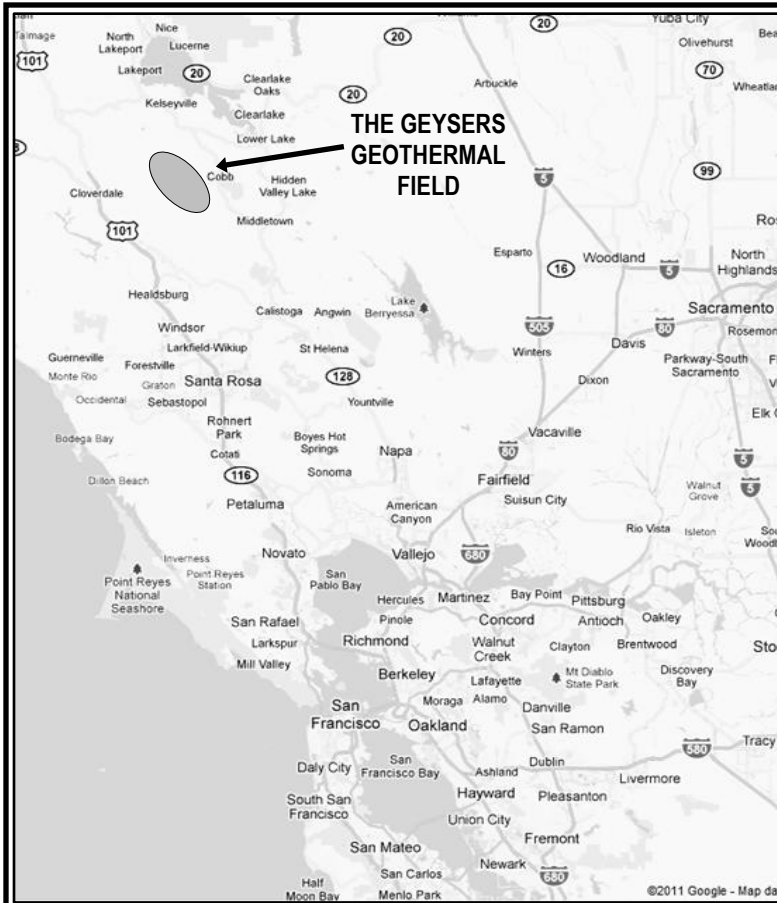 Talmage
Nice
20
Yuba City
101
North
Lakeport
Lucerne
20
Olivehurst
Lakeport
20
Clearlake
Oaks
Arbuckle
70
Kelseyville
20
Wheatla
Clearlake
Lower Lake
THE GEYSERS
GEOTHERMAL
FIELD
Cobb
Hidden
Valley Lake
5
99
Cloverdale
Middletown
101
Esparto
Woodland
North
Highlands
16
5
Healdsburg
Calistoga
Angwin
Lake
Berryessa
Sacramento
Windsor
505
Davis
80
Rosemon
Larkfield-Wikiup
St Helena
Winters
Parkway-South
Sacramento
Guerneville
Forestville
Monte Rio
Graton
Santa Rosa
128
Dixon
Occidental
Sebastopol
Yountville
Elk G
Rohnert
Park
Vacaville
Bodega Bay
Boyes Hot
Springs
Napa
Cotati
80
5
116
Sonoma
Fairfield
Dillon Beach
Suisun City
Walnut
Grove
5
Petaluma
American
Canyon
Rio Vista
Isleton
Novato
Vallejo
680
Inverness
Point Reyes
National
Seashore
Point Reyes
Station
San
Pablo Bay
Hercules
Martinez
Bay Point
Pittsburg
San Rafael
Pinole
Concord
Antioch
Oakley
Larkspur
Richmond
Walnut
Creek
Clayton
Brentwood
Sto
Mill Valley
Berkeley
Lafayette
Mt Diablo
State Park
Discovery
Bay
San
Francisco
Moraga
Alamo
Danville
Oakland
San Ramon
580
Tracy
Daly City
San
Francisco Bay
Ashland
Dublin
Livermore
South San
Francisco
Hayward
Pleasanton
Union City
San Mateo
Fremont
Newark
680
San Carlos
Half
Moon Bay
Menlo Park
©2011 Google - Map da